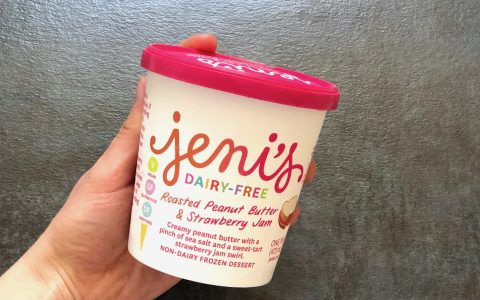 jeni's
DAIRY-FREE
Roasted Peanut Butter
& Strawberry Jam
Creamy peanut butter with a
pinch of sea salt and a sweet-tart
strawberry jam swirl.
NON-DAIRY FROZEN DESSERT